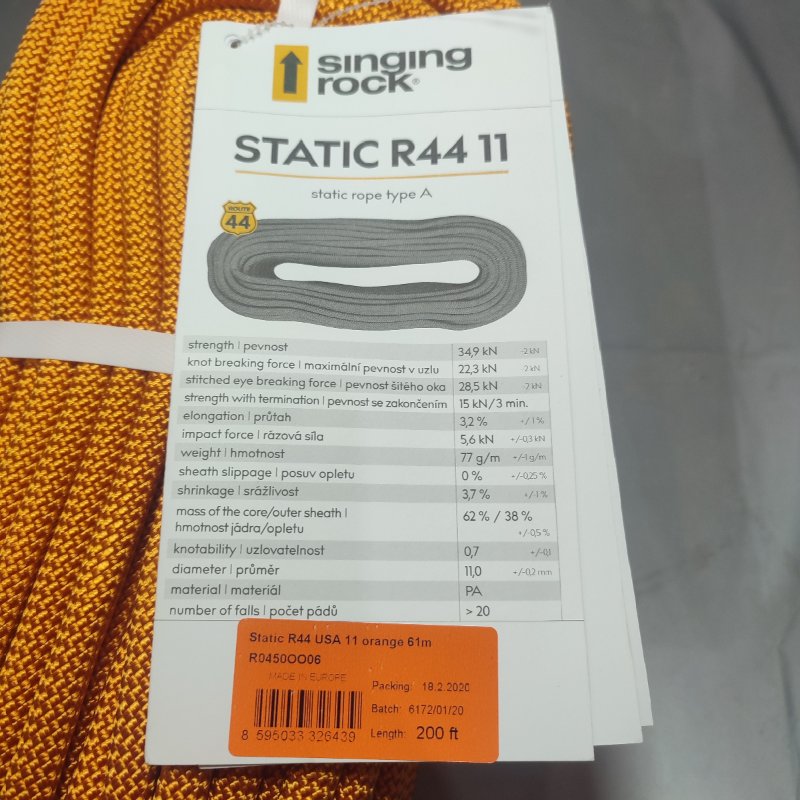 singing
rock®
STATIC R44 11
static rope type A
ROUTE
44
strength | pevnost 34,9 kN -2 kN
knot breaking force | maximální pevnost v uzlu 22,3 kN 2 kN
stitched eye breaking force | pevnost šitého oka 28,5 kN -2 kN
strength with termination | pevnost se zakončením 15 kN/3 min.
elongation | průtah 3,2 % +/1 %
impact force | rázová síla 5,6 kN +/-0,3 kN
weight | hmotnost 77 g/m +/-1 g/m
sheath slippage | posuv opletu 0 % +/-0,25 %
shrinkage | srážlivost 3,7 % +/-1 %
mass of the core/outer sheath | 62 % / 38 %
hmotnost jádra/opletu +/-0,5 %
knotability | uzlovatelnost 0,7 +/-0,1
diameter | průměr 11,0 +/-0,2 mm
material | materiál PA
number of falls | počet pádů > 20
Static R44 USA 11 orange 61m
R0450OO06
MADE IN EUROPE
Packing: 18.2.2020
Batch: 6172/01/20
Length: 200 ft
8 595033 326439